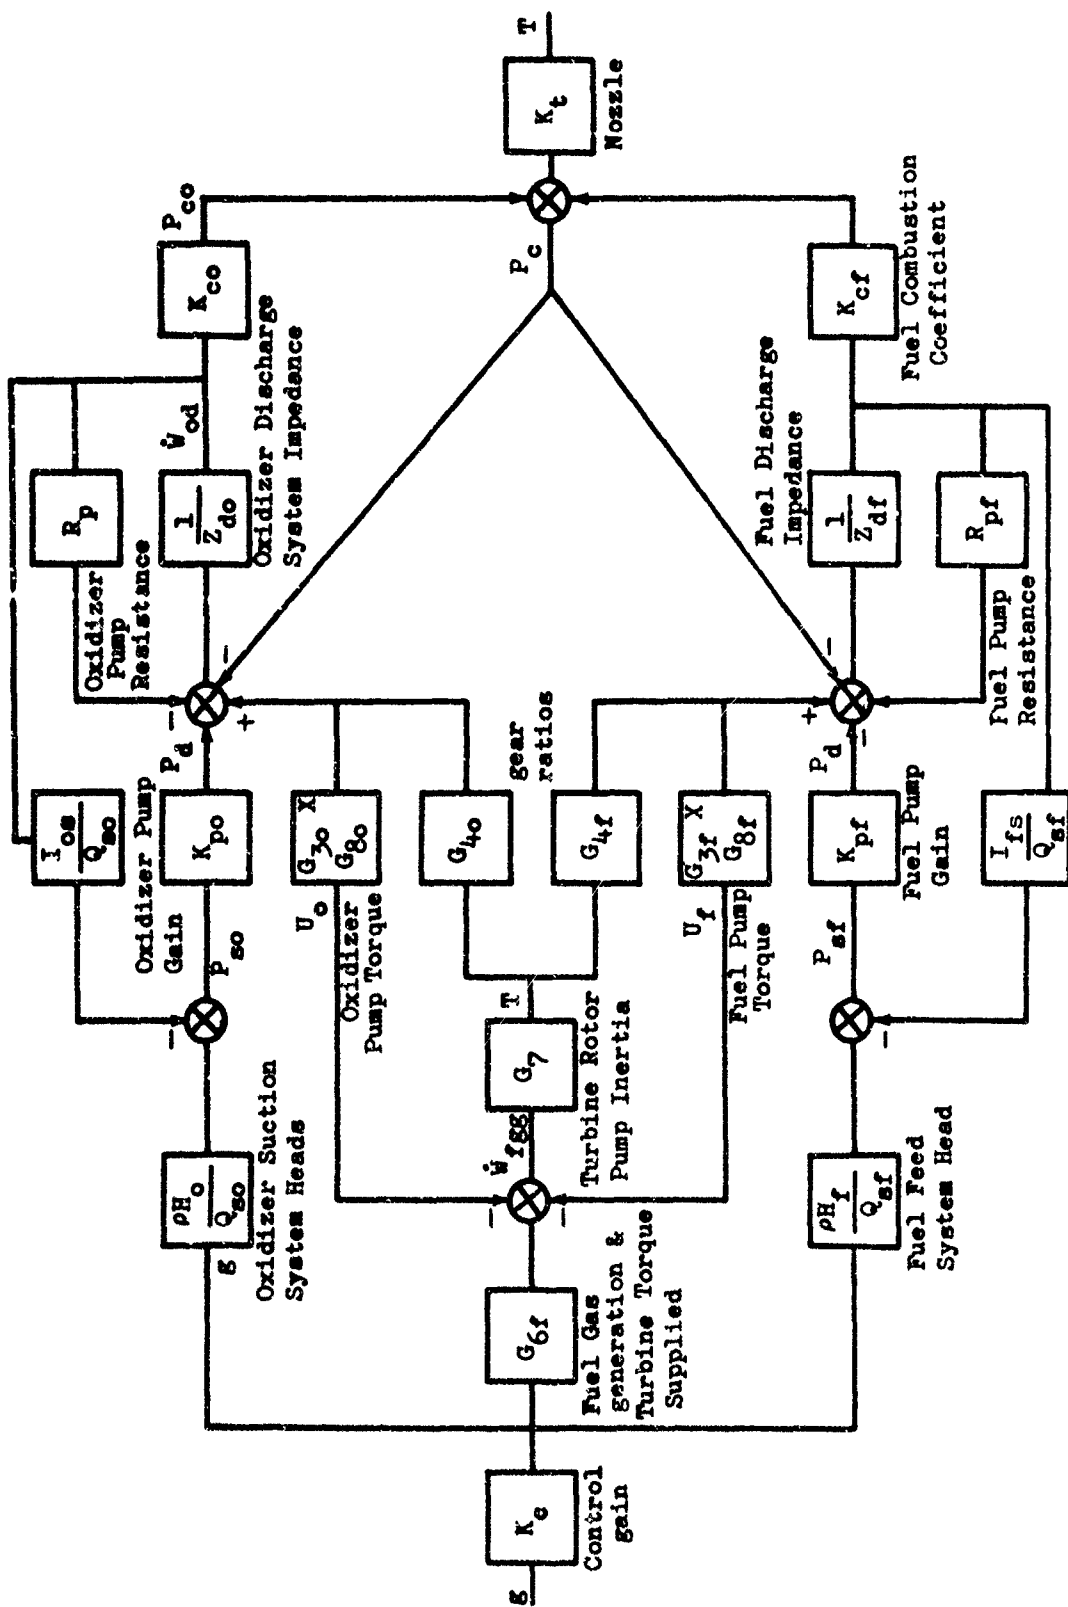 g
K_e
Control
gain
ρH_o
Q_so
g
Oxidizer Suction
System Heads
G_6f
Fuel Gas
generation &
Turbine Torque
Supplied
ρH_f
Q_sf
Fuel Feed
System Head
-
-
-
-
Ẇ_fgg
G_7
Turbine Rotor
Pump Inertia
T
I_os
Q_so
Oxidizer Pump
Gain
P_so
K_po
P_d
U_o
Oxidizer
Pump Torque
G_3o X
G_8o
G_4o
gear
ratios
G_4f
G_3f X
G_8f
U_f
Fuel Pump
Torque
P_sf
K_pf
P_d
Fuel Pump
Gain
I_fs
Q_sf
-
-
+
+
-
-
R_p
Oxidizer
Pump
Resistance
1
Z_do
Ẇ_od
Oxidizer Discharge
System Impedance
Fuel Discharge
Impedance
1
Z_df
R_pf
Fuel Pump
Resistance
K_co
P_co
P_c
K_cf
Fuel Combustion
Coefficient
K_t
Nozzle
T